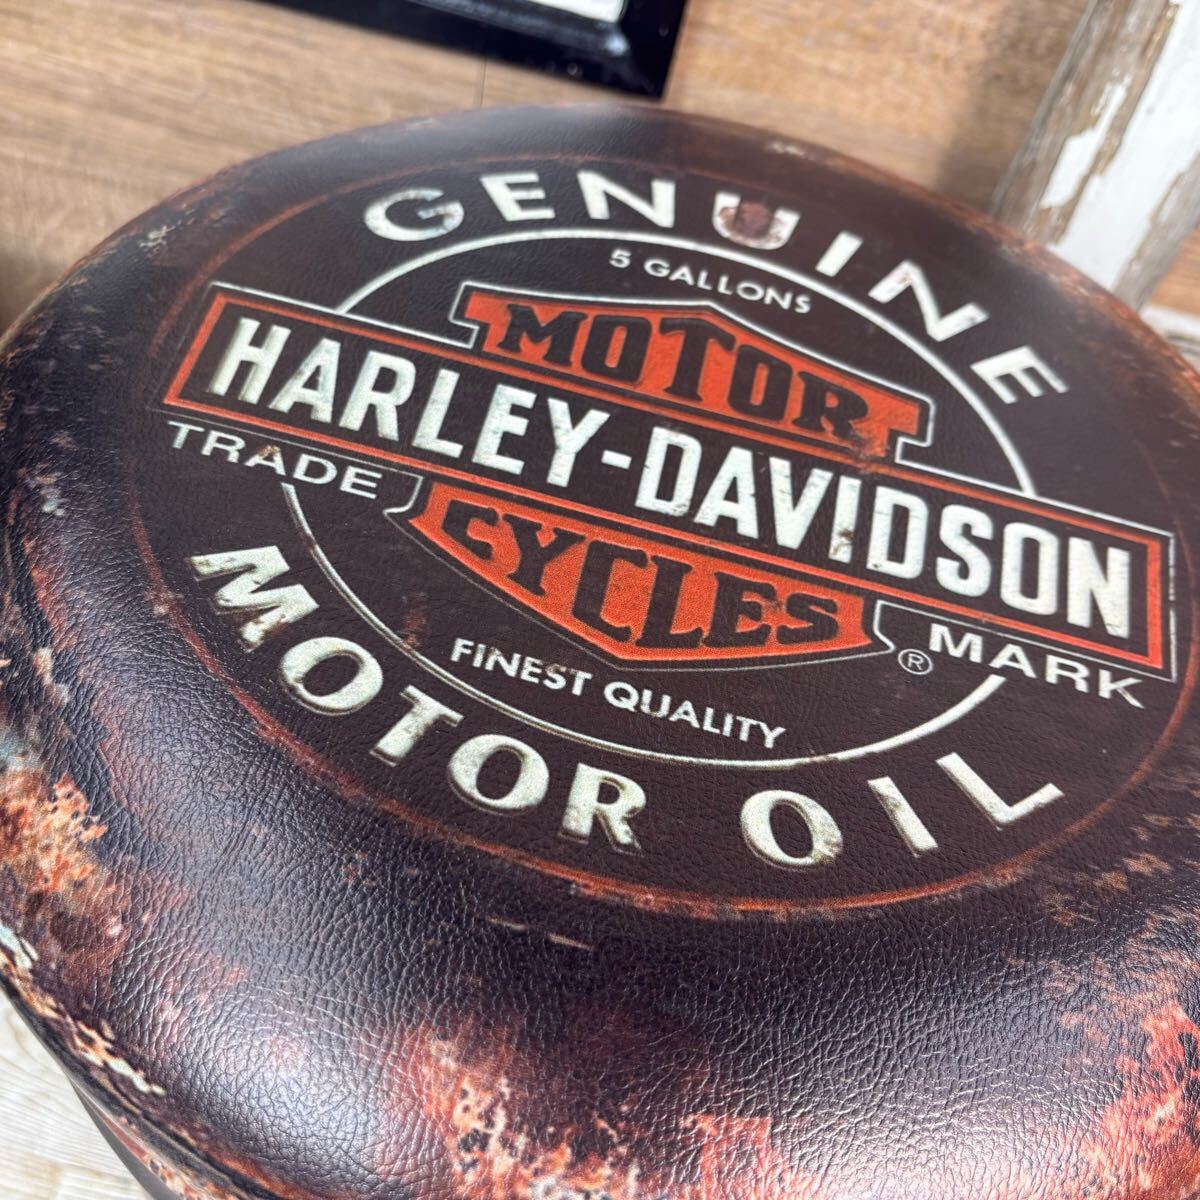 GENUINE
5 GALLONS
MOTOR
HARLEY-DAVIDSON
TRADE MARK
CYCLES
®
FINEST QUALITY
MOTOR OIL